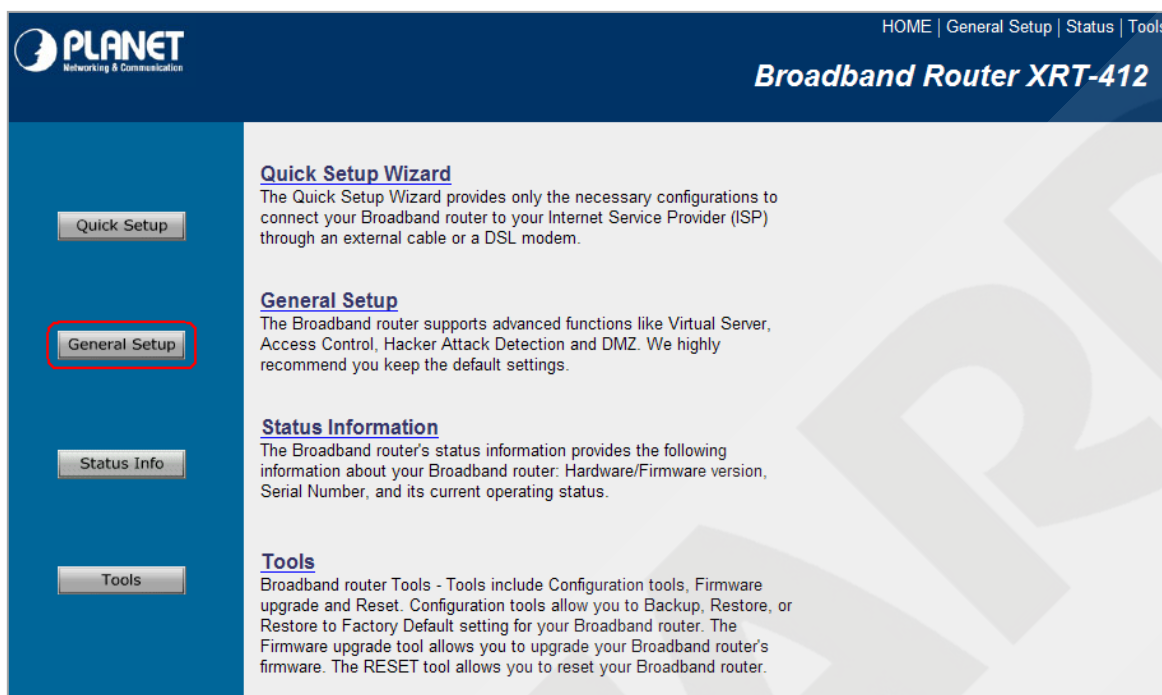 PLANET
Networking & Communication
HOME | General Setup | Status | Tools
Broadband Router XRT-412
Quick Setup
General Setup
Status Info
Tools
Quick Setup Wizard
The Quick Setup Wizard provides only the necessary configurations to
connect your Broadband router to your Internet Service Provider (ISP)
through an external cable or a DSL modem.
General Setup
The Broadband router supports advanced functions like Virtual Server,
Access Control, Hacker Attack Detection and DMZ. We highly
recommend you keep the default settings.
Status Information
The Broadband router's status information provides the following
information about your Broadband router: Hardware/Firmware version,
Serial Number, and its current operating status.
Tools
Broadband router Tools - Tools include Configuration tools, Firmware
upgrade and Reset. Configuration tools allow you to Backup, Restore, or
Restore to Factory Default setting for your Broadband router. The
Firmware upgrade tool allows you to upgrade your Broadband router's
firmware. The RESET tool allows you to reset your Broadband router.